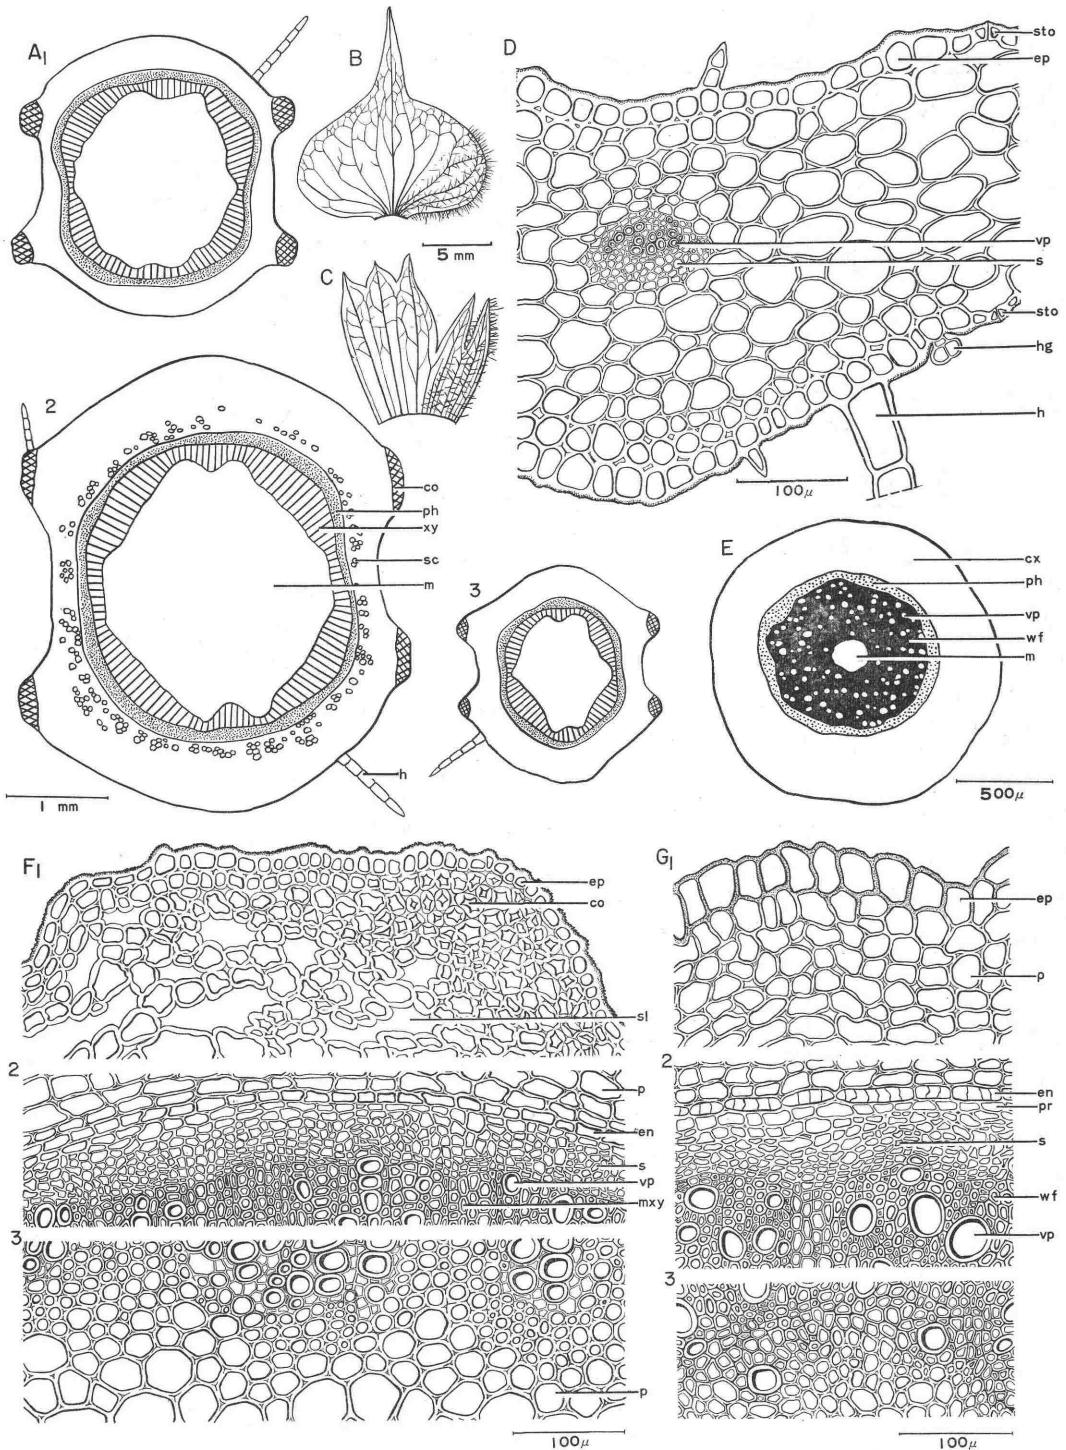 A1
B
5 mm
C
D
sto
ep
vp
s
sto
hg
h
100μ
2
co
ph
xy
sc
m
h
1 mm
3
E
cx
ph
vp
wf
m
500μ
F1
ep
co
sl
2
p
en
s
vp
mxy
3
p
100μ
G1
ep
p
2
en
pr
s
wf
vp
3
100μ